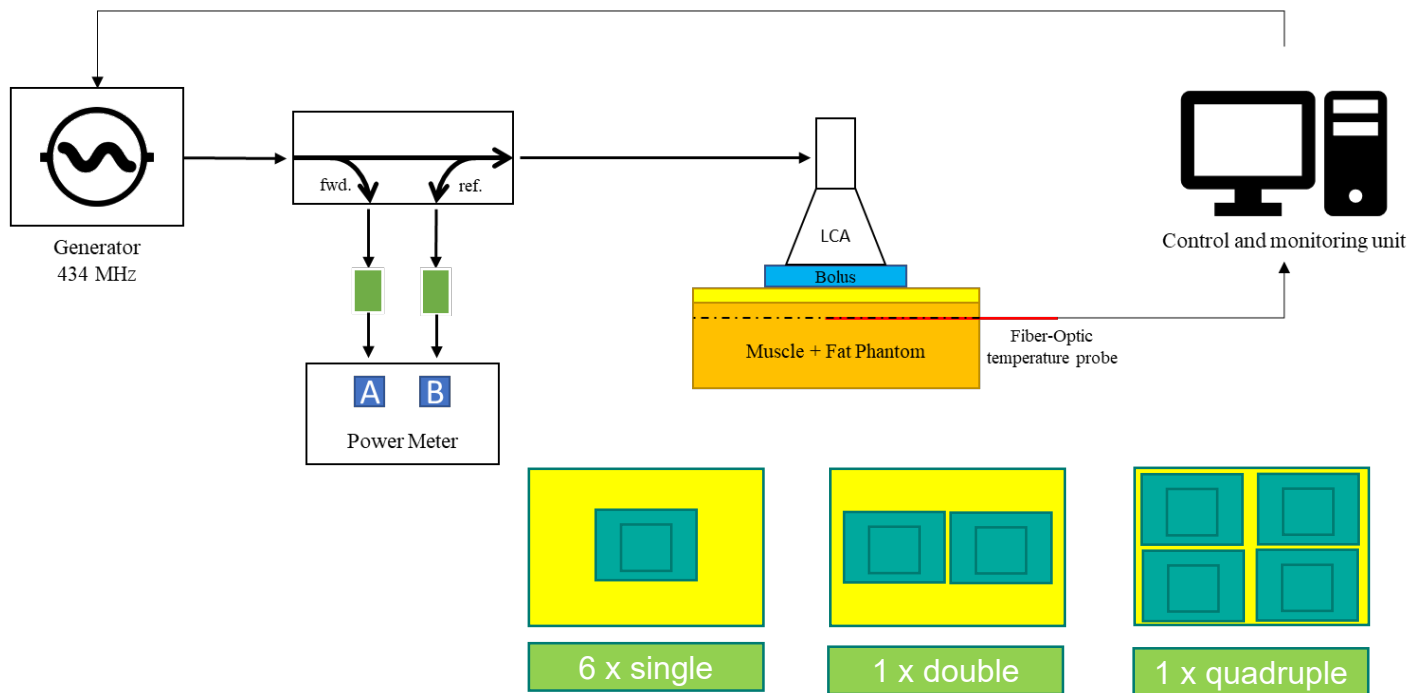 Generator
434 MHz
fwd.
ref.
A
B
Power Meter
LCA
Bolus
Muscle + Fat Phantom
Fiber-Optic
temperature probe
Control and monitoring unit
6 x single
1 x double
1 x quadruple